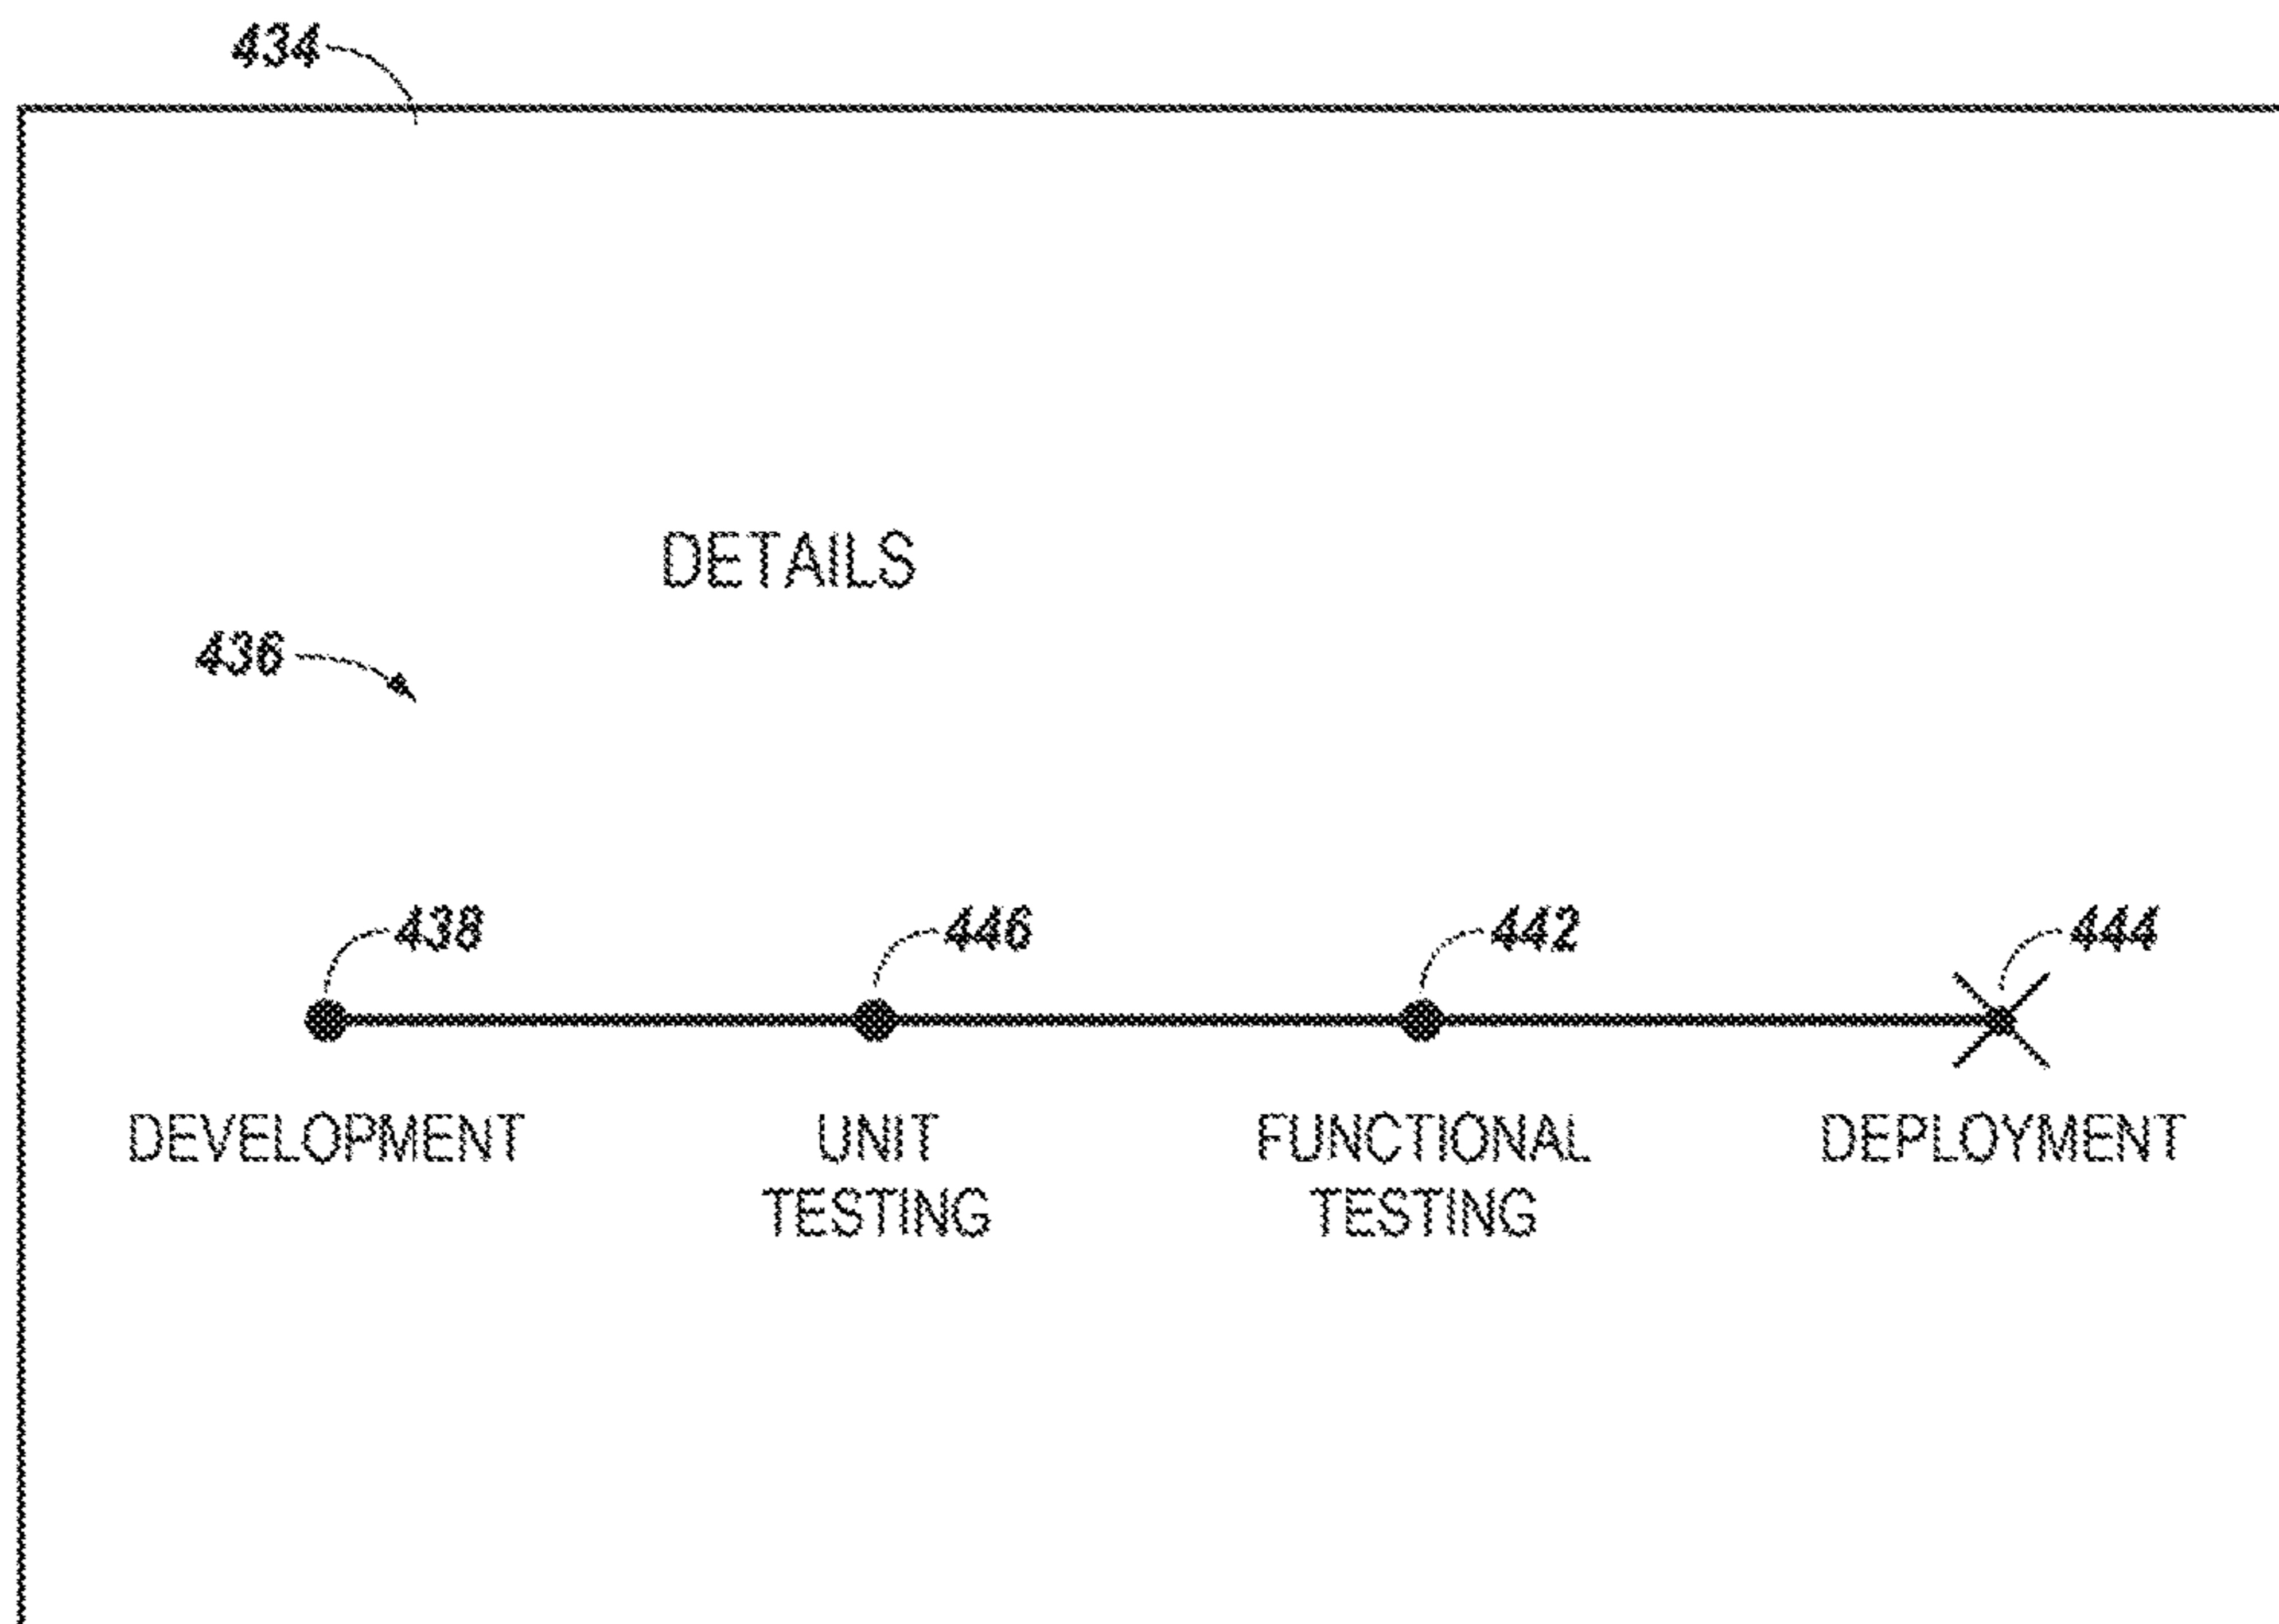 434
DETAILS
436
438
446
442
444
DEVELOPMENT
UNIT
TESTING
FUNCTIONAL
TESTING
DEPLOYMENT